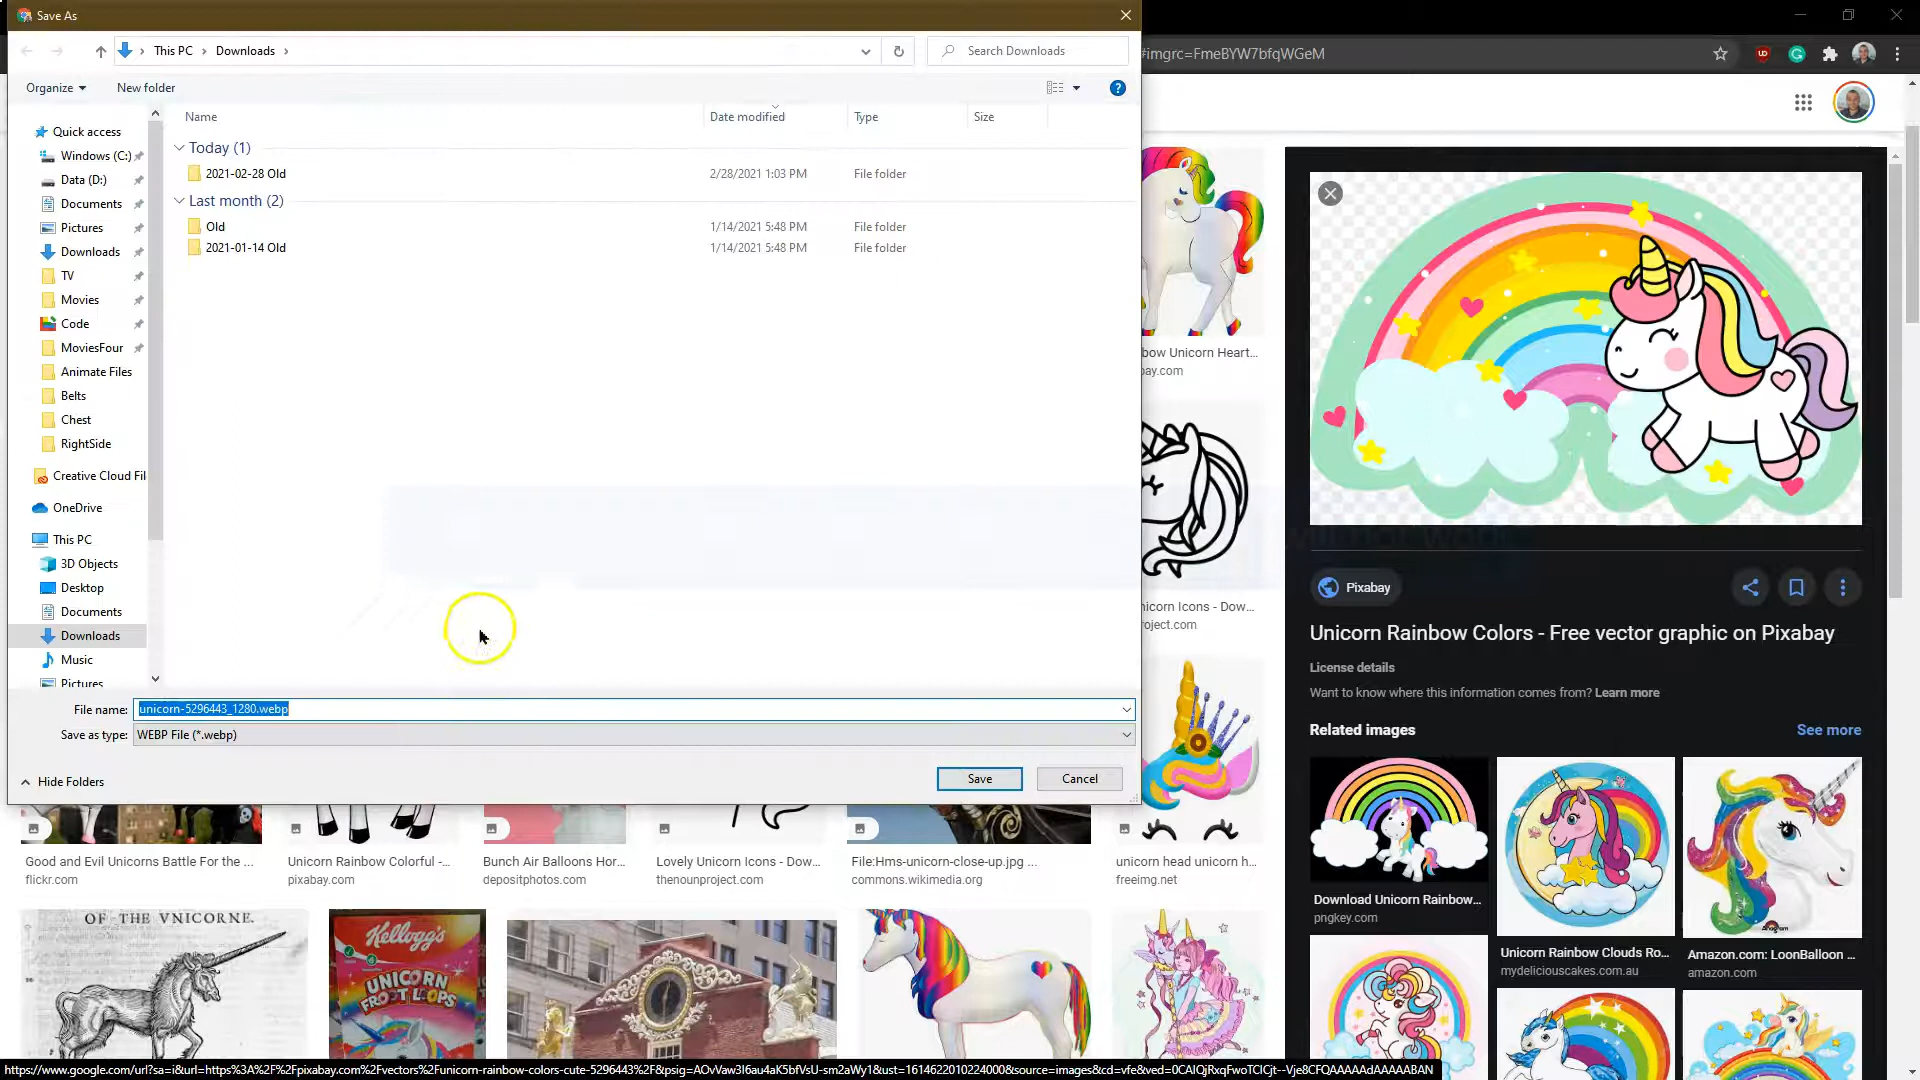 Save As
This PC > Downloads >
Search Downloads
#imgrc=FmeBYW7bfqWGeM
Organize
New folder
Name
Date modified
Type
Size
Quick access
Windows (C:)
Data (D:)
Documents
Pictures
Downloads
TV
Movies
Code
MoviesFour
Animate Files
Belts
Chest
RightSide
Creative Cloud Fil
OneDrive
This PC
3D Objects
Desktop
Documents
Downloads
Music
Pictures
Today (1)
2021-02-28 Old 2/28/2021 1:03 PM File folder
Last month (2)
Old 1/14/2021 5:48 PM File folder
2021-01-14 Old 1/14/2021 5:48 PM File folder
File name: unicorn-5296443_1280.webp
Save as type: WEBP File (*.webp)
Hide Folders
Save
Cancel
bow Unicorn Heart...
bay.com
nicorn Icons - Dow...
roject.com
Pixabay
Unicorn Rainbow Colors - Free vector graphic on Pixabay
License details
Want to know where this information comes from? Learn more
Related images
See more
Download Unicorn Rainbow...
pngkey.com
Unicorn Rainbow Clouds Ro...
mydeliciouscakes.com.au
Anagram
Amazon.com: LoonBalloon ...
amazon.com
Good and Evil Unicorns Battle For the ...
flickr.com
Unicorn Rainbow Colorful -...
pixabay.com
Bunch Air Balloons Hor...
depositphotos.com
Lovely Unicorn Icons - Dow...
thenounproject.com
File:Hms-unicorn-close-up.jpg ...
commons.wikimedia.org
unicorn head unicorn h...
freeimg.net
OF THE VNICORNE.
Kellogg's
UNICORN
FROOT LOOPS